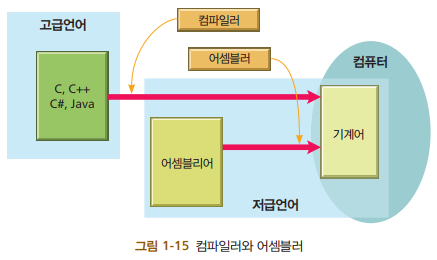 고급언어
컴파일러
어셈블러
컴퓨터
C, C++
C#, Java
기계어
어셈블리어
저급언어
그림 1-15 컴파일러와 어셈블러